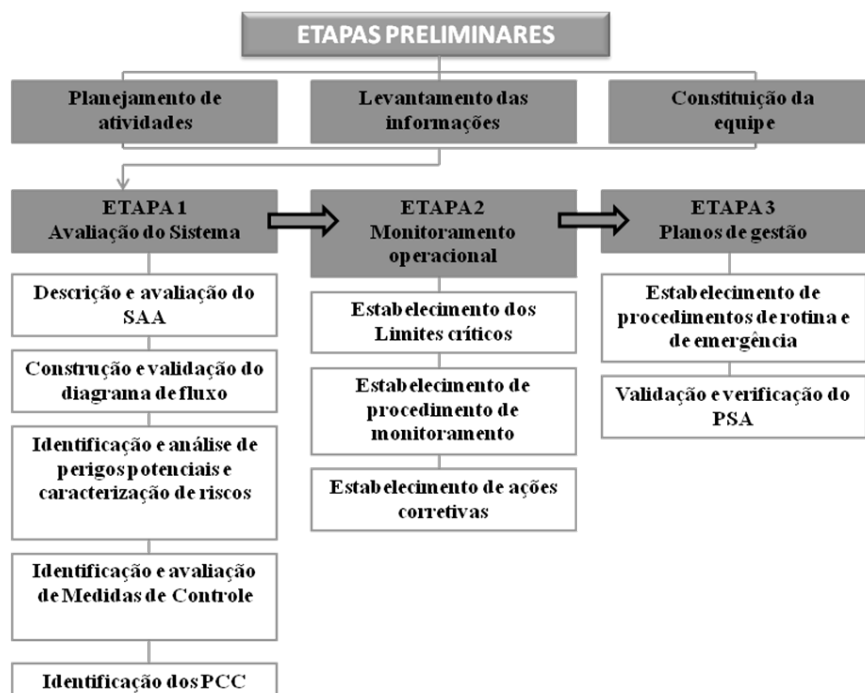 ETAPAS PRELIMINARES
Planejamento de
atividades
Levantamento das
informações
Constituição da
equipe
ETAPA 1
Avaliação do Sistema
ETAPA 2
Monitoramento
operacional
ETAPA 3
Planos de gestão
Descrição e avaliação do
SAA
Construção e validação do
diagrama de fluxo
Identificação e análise de
perigos potenciais e
caracterização de riscos
Identificação e avaliação
de Medidas de Controle
Identificação dos PCC
Estabelecimento dos
Limites críticos
Estabelecimento de
procedimento de
monitoramento
Estabelecimento de ações
corretivas
Estabelecimento de
procedimentos de rotina e
de emergência
Validação e verificação do
PSA